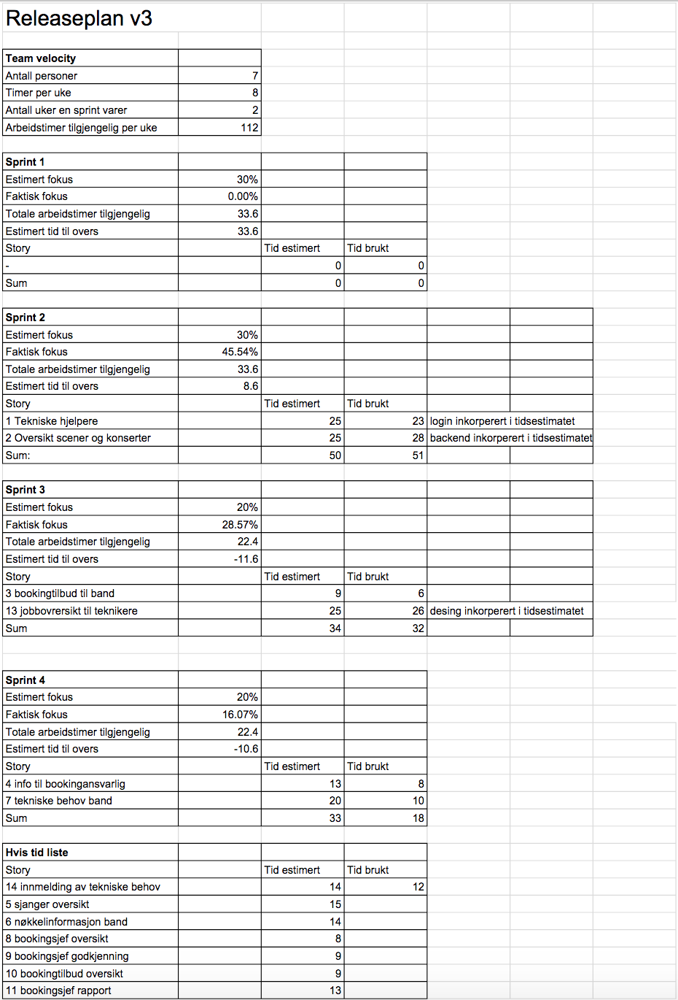 Releaseplan v3
Team velocity
Antall personer 7
Timer per uke 8
Antall uker en sprint varer 2
Arbeidstimer tilgjengelig per uke 112
Sprint 1
Estimert fokus 30%
Faktisk fokus 0.00%
Totale arbeidstimer tilgjengelig 33.6
Estimert tid til overs 33.6
Story Tid estimert Tid brukt
- 0 0
Sum 0 0
Sprint 2
Estimert fokus 30%
Faktisk fokus 45.54%
Totale arbeidstimer tilgjengelig 33.6
Estimert tid til overs 8.6
Story Tid estimert Tid brukt
1 Tekniske hjelpere 25 23 login inkorperert i tidsestimatet
2 Oversikt scener og konserter 25 28 backend inkorperert i tidsestimatet
Sum: 50 51
Sprint 3
Estimert fokus 20%
Faktisk fokus 28.57%
Totale arbeidstimer tilgjengelig 22.4
Estimert tid til overs -11.6
Story Tid estimert Tid brukt
3 bookingtilbud til band 9 6
13 jobbovrersikt til teknikere 25 26 desing inkorperert i tidsestimatet
Sum 34 32
Sprint 4
Estimert fokus 20%
Faktisk fokus 16.07%
Totale arbeidstimer tilgjengelig 22.4
Estimert tid til overs -10.6
Story Tid estimert Tid brukt
4 info til bookingansvarlig 13 8
7 tekniske behov band 20 10
Sum 33 18
Hvis tid liste
Story Tid estimert Tid brukt
14 innmelding av tekniske behov 14 12
5 sjanger oversikt 15
6 nøkkelinformasjon band 14
8 bookingsjef oversikt 8
9 bookingsjef godkjenning 9
10 bookingtilbud oversikt 9
11 bookingsjef rapport 13